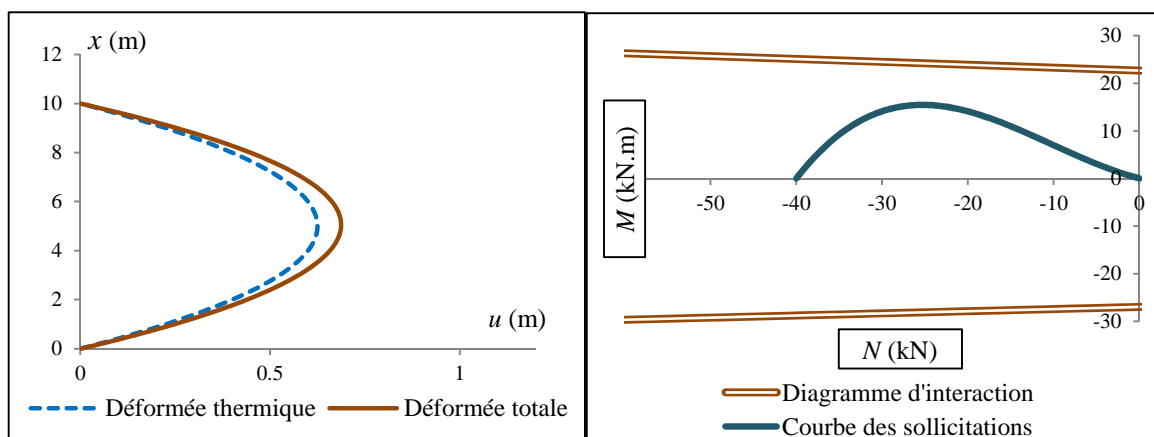 x (m)
12
10
8
6
4
2
0
u (m)
0
0.5
1
Déformée thermique
Déformée totale
30
20
10
0
-10
-20
-30
-50
-40
-30
-20
-10
0
M (kN.m)
N (kN)
Diagramme d'interaction
Courbe des sollicitations